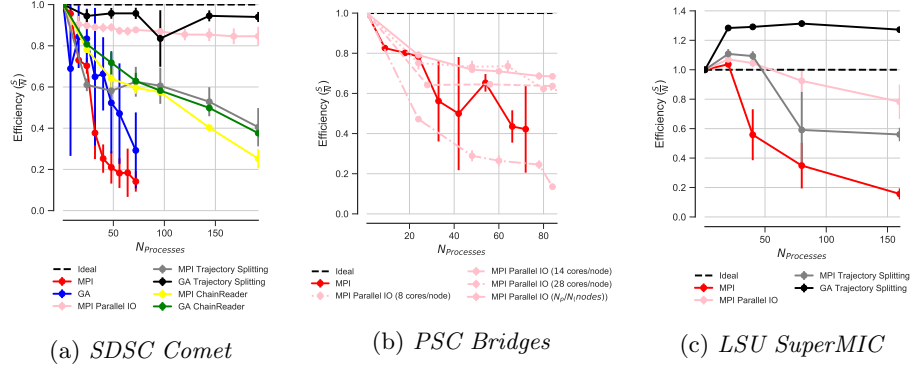 1.0
0.8
0.6
0.4
0.2
0.0
Efficiency (S/N)
50
100
150
N_Processes
Ideal
MPI
GA
MPI Parallel IO
MPI Trajectory Splitting
GA Trajectory Splitting
MPI ChainReader
GA ChainReader
(a) SDSC Comet
1.0
0.8
0.6
0.4
0.2
0.0
Efficiency (S/N)
20
40
60
80
N_Processes
Ideal
MPI
MPI Parallel IO (8 cores/node)
MPI Parallel IO (14 cores/node)
MPI Parallel IO (28 cores/node)
MPI Parallel IO (N_p/N_(nodes))
(b) PSC Bridges
1.4
1.2
1.0
0.8
0.6
0.4
0.2
Efficiency (S/N)
50
100
150
N_Processes
Ideal
MPI
MPI Parallel IO
MPI Trajectory Splitting
GA Trajectory Splitting
(c) LSU SuperMIC